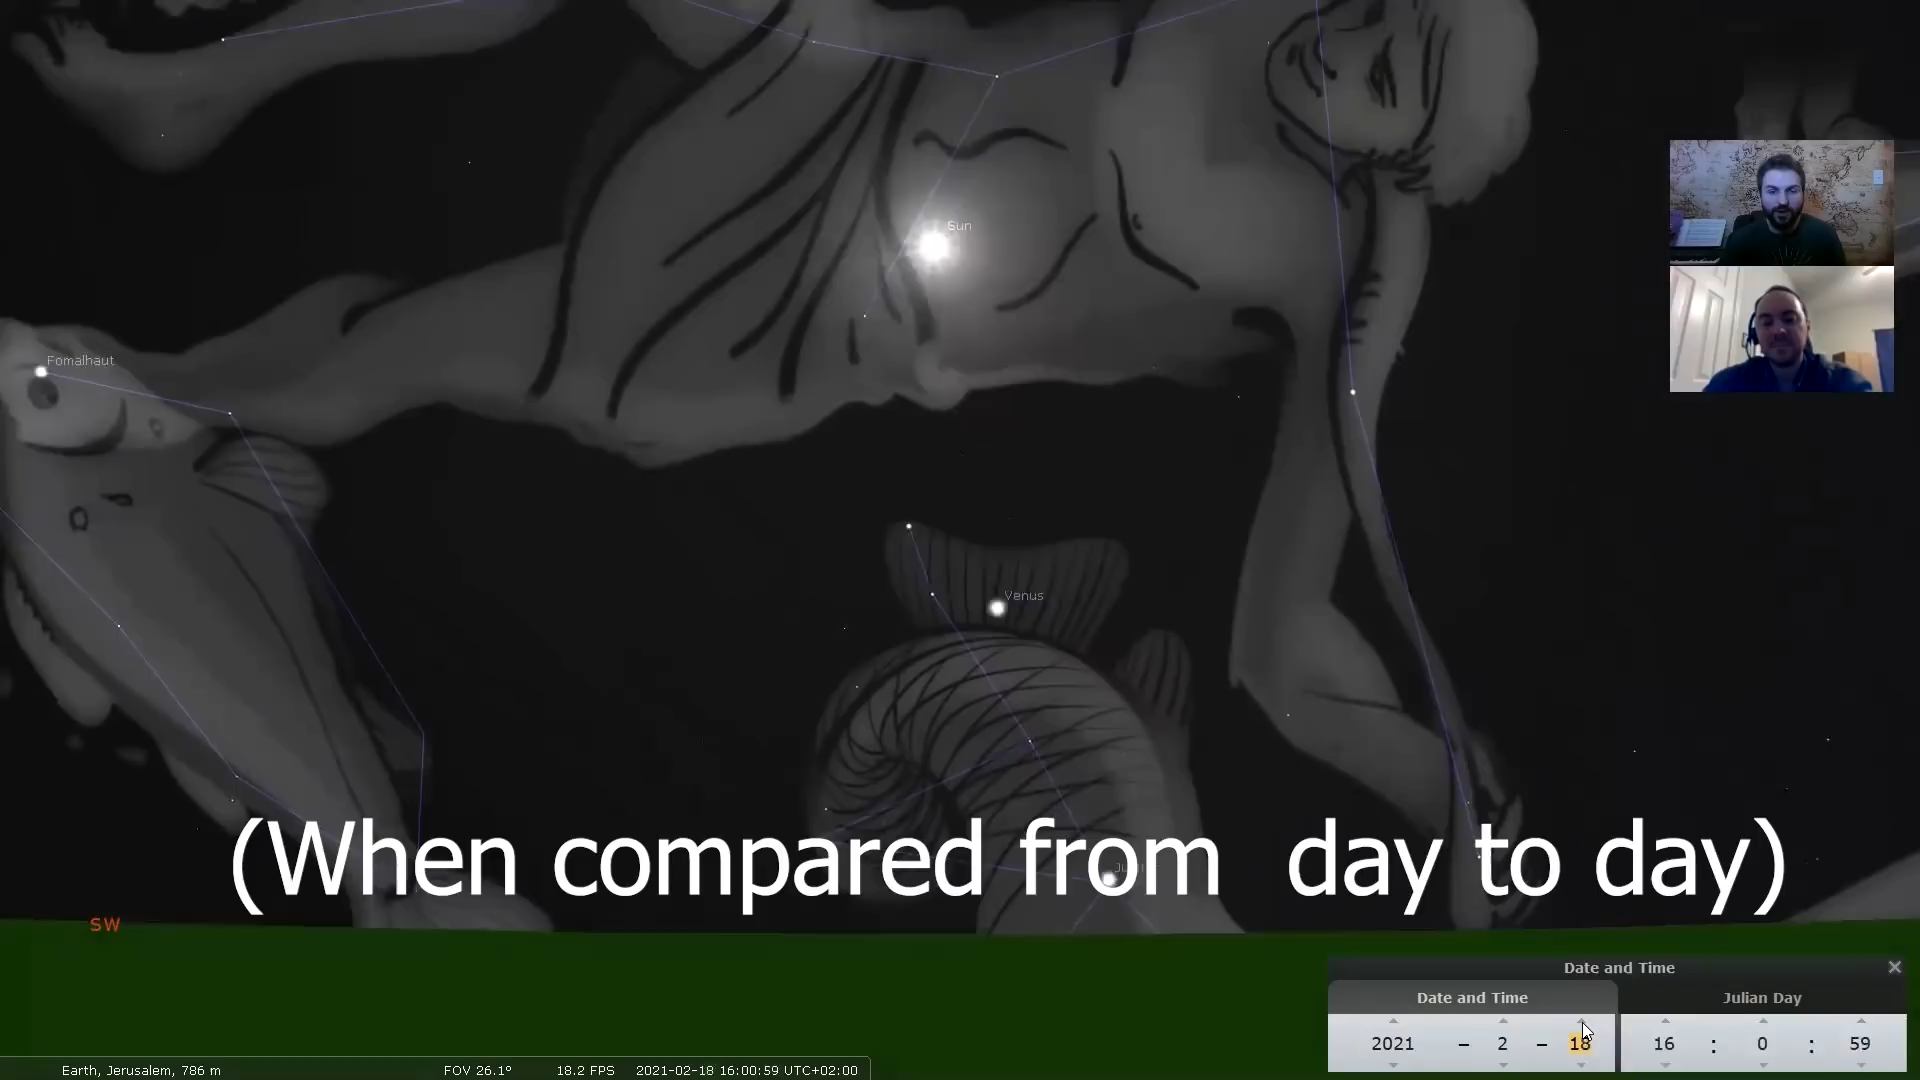 Sun
Fomalhaut
Venus
(When compared from  day to day)
SW
Date and Time
Date and Time
Julian Day
2021 – 2 – 18 16 : 0 : 59
Earth, Jerusalem, 786 m FOV 26.1° 18.2 FPS 2021-02-18 16:00:59 UTC+02:00